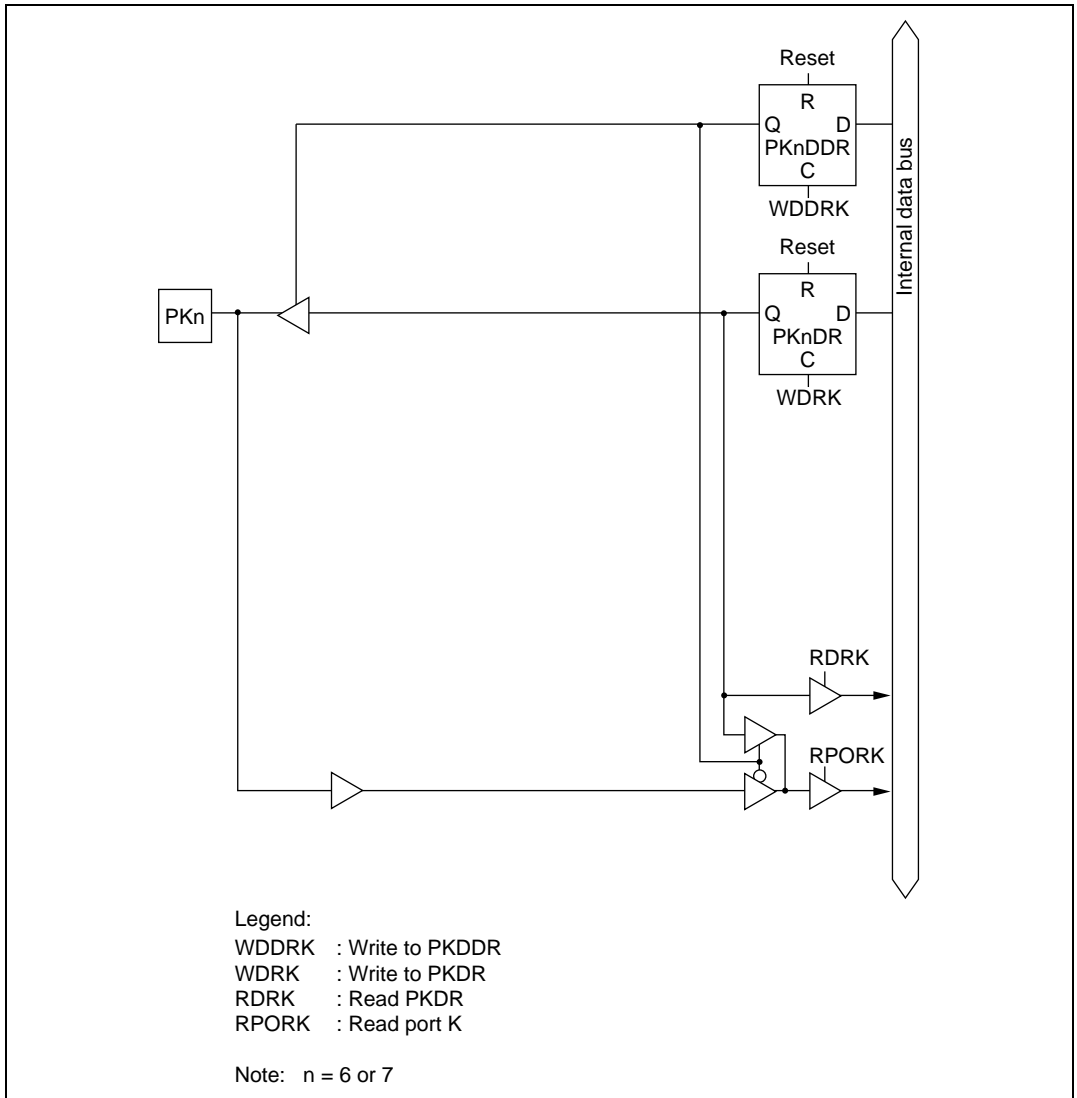 Reset
R
Q D
PKnDDR
C
WDDRK
Internal data bus
Reset
R
PKn
Q D
PKnDR
C
WDRK
RDRK
RPORK
Legend:
WDDRK : Write to PKDDR
WDRK : Write to PKDR
RDRK : Read PKDR
RPORK : Read port K
Note: n = 6 or 7